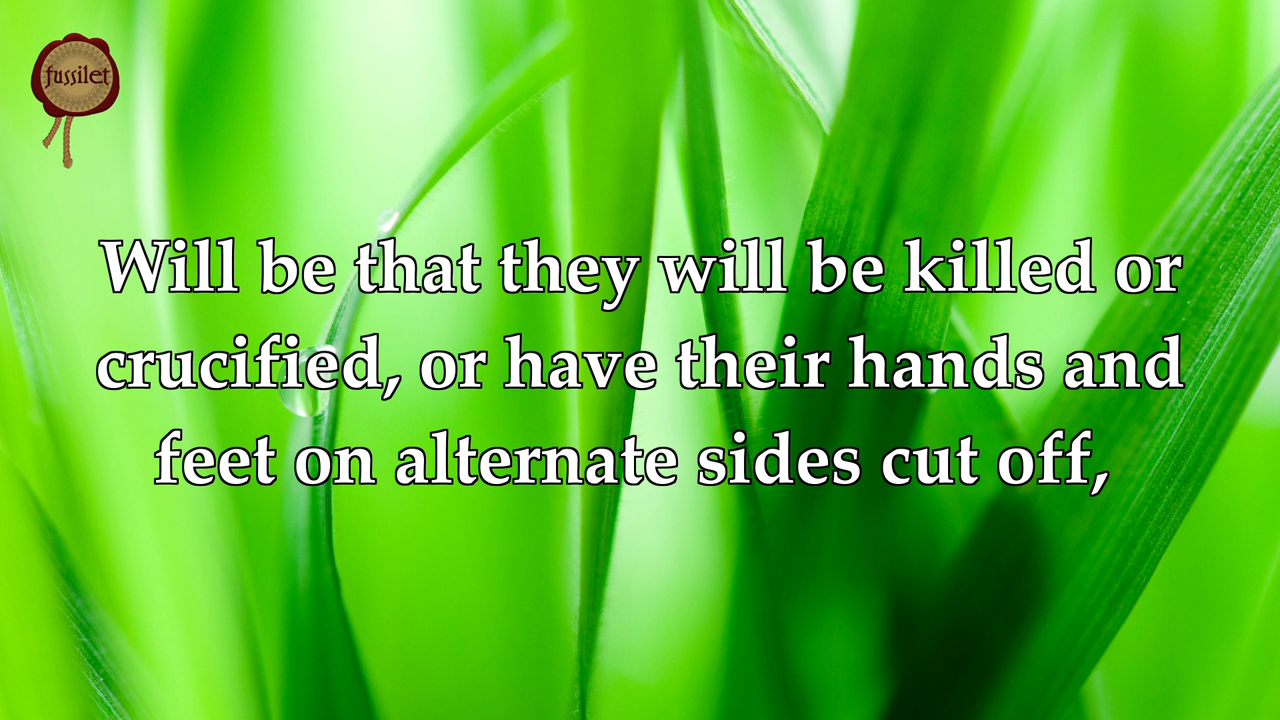 fussilet
Will be that they will be killed or
crucified, or have their hands and
feet on alternate sides cut off,